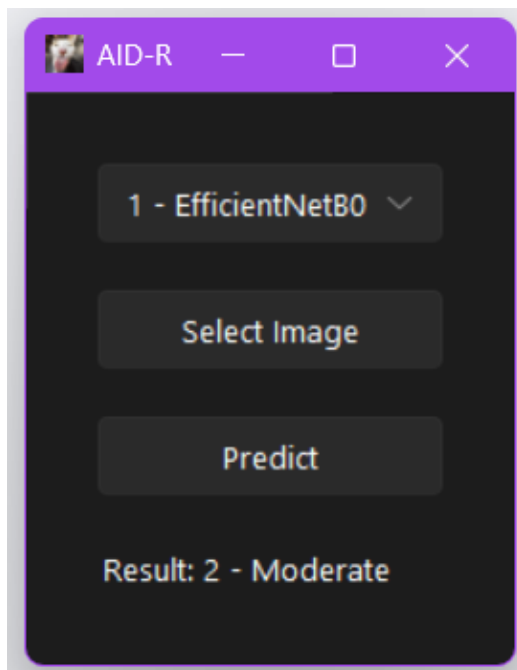 AID-R
1 - EfficientNetB0
Select Image
Predict
Result: 2 - Moderate